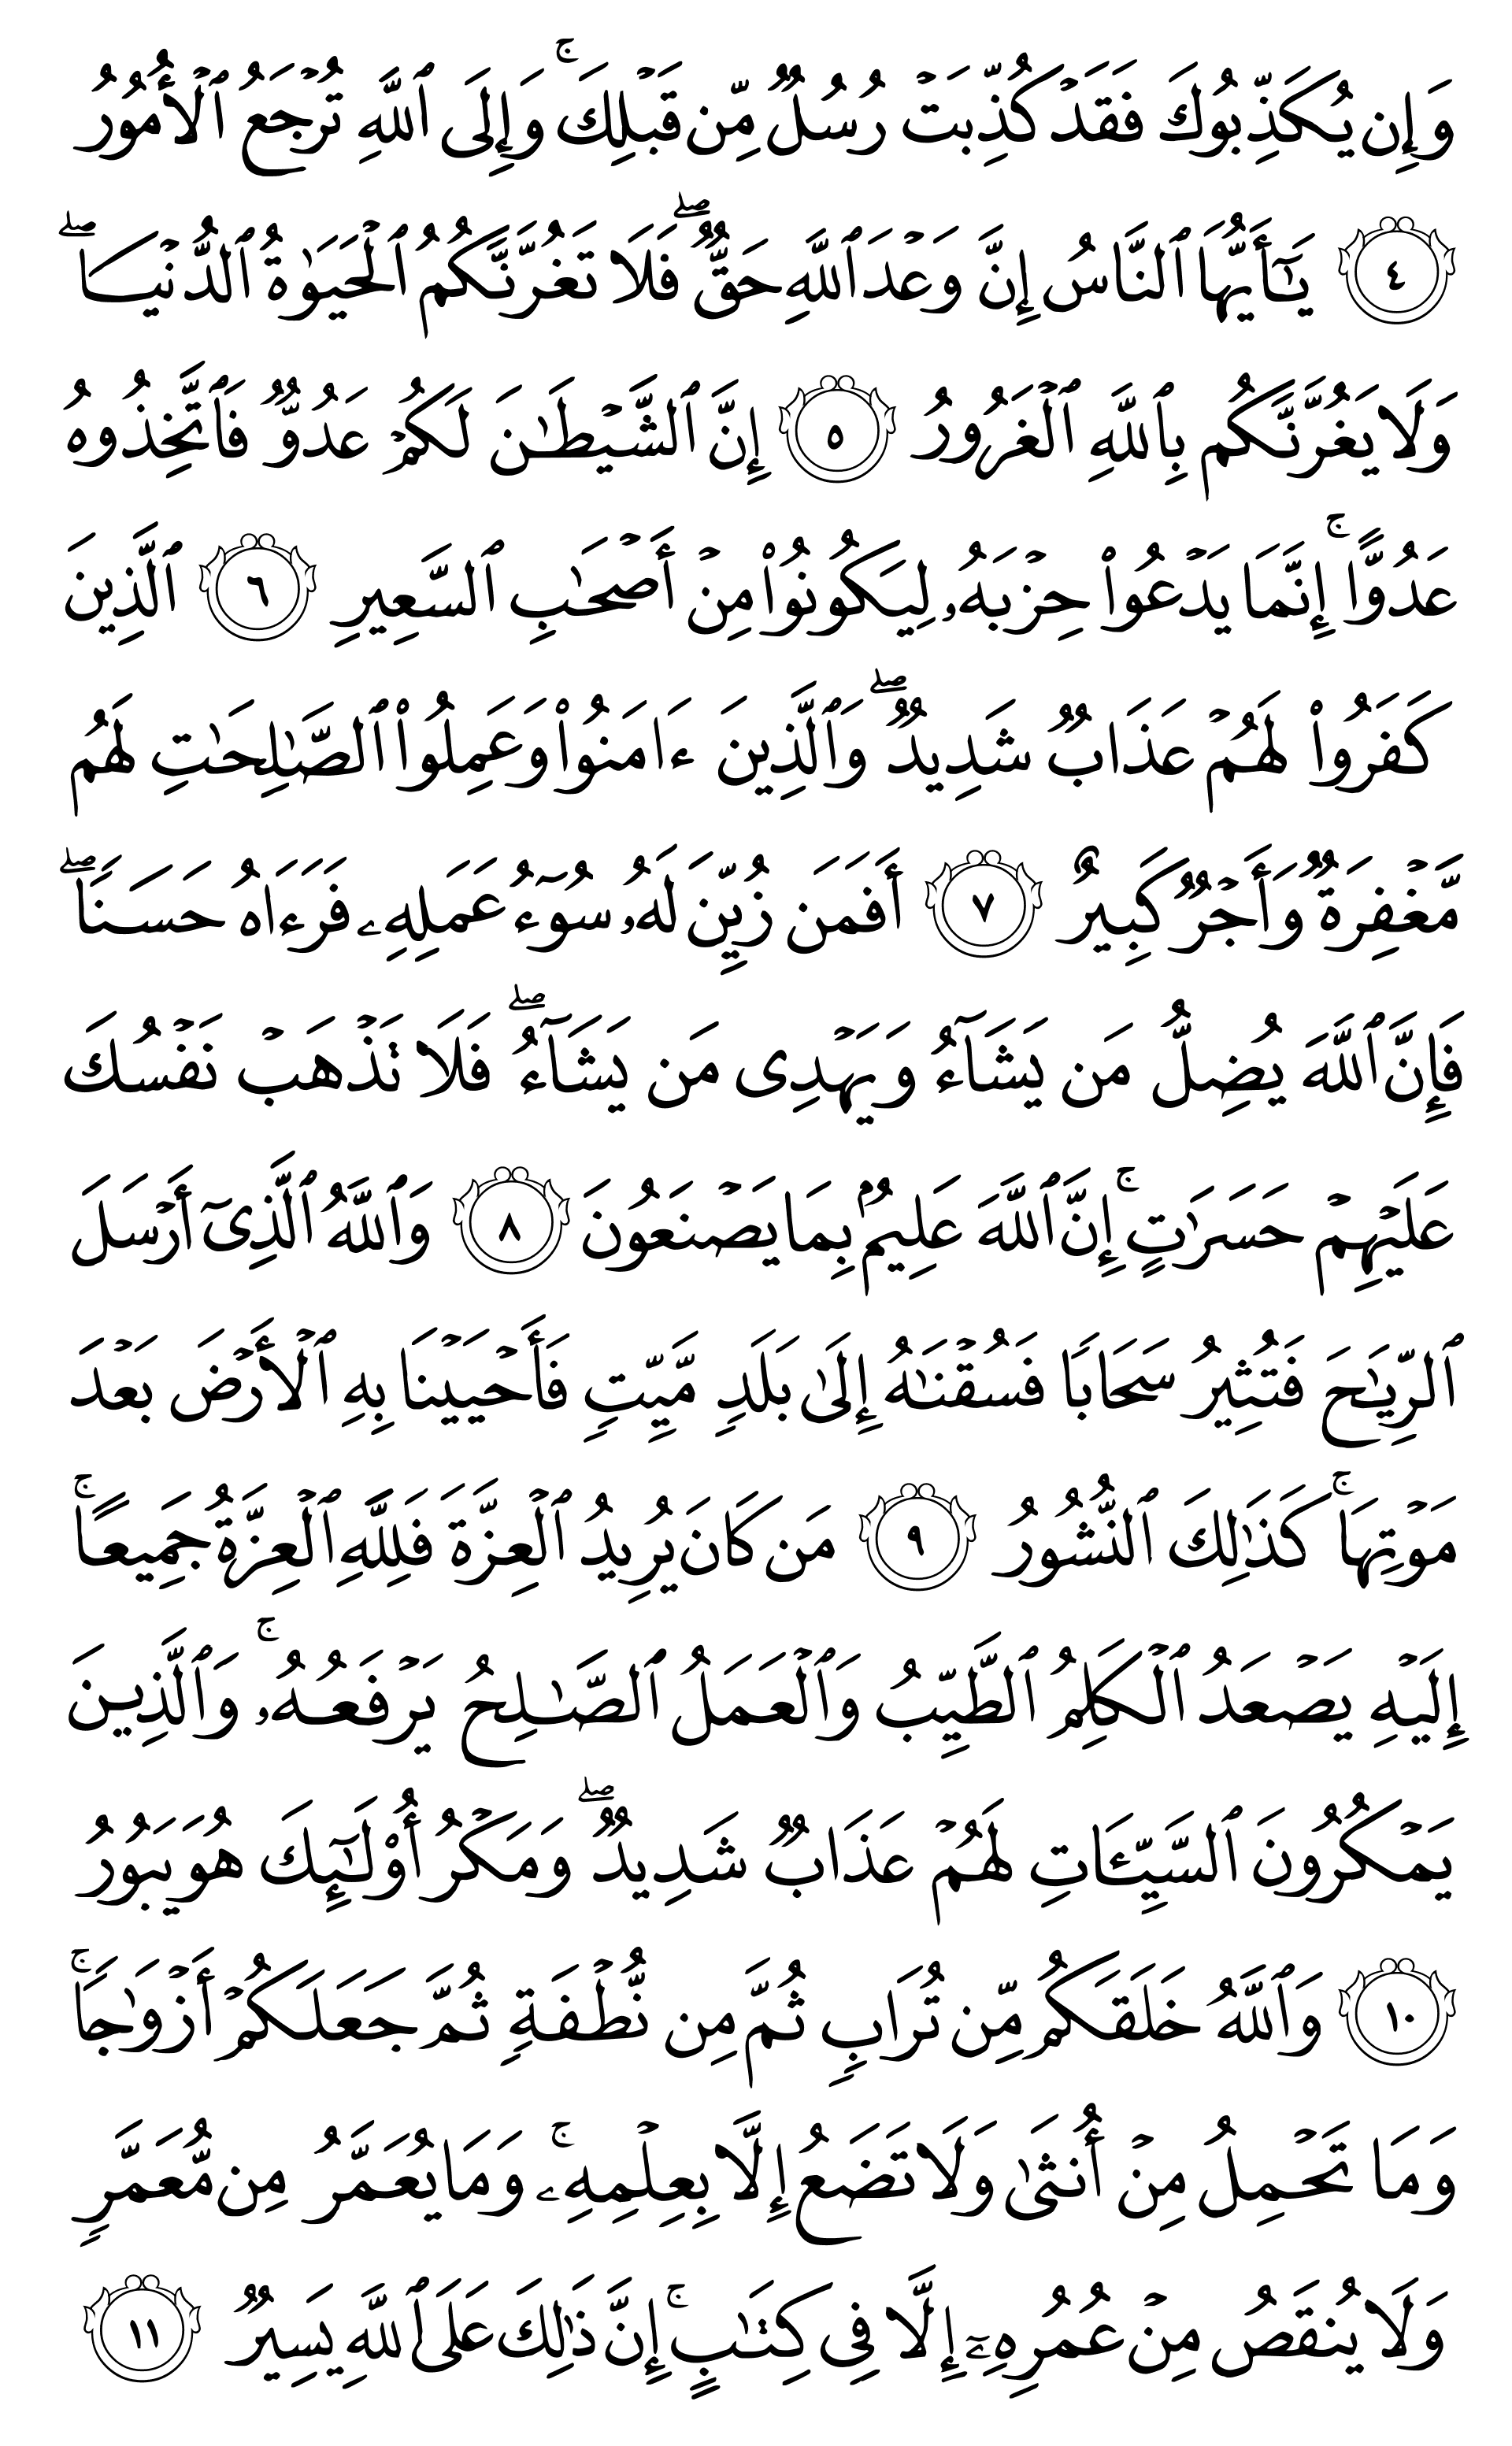 وَإِن يُكَذِّبُوكَ فَقَدۡ كُذِّبَتۡ رُسُلٞ مِّن قَبۡلِكَۚ وَإِلَى ٱللَّهِ تُرۡجَعُ ٱلۡأُمُورُ
٤ يَٰٓأَيُّهَا ٱلنَّاسُ إِنَّ وَعۡدَ ٱللَّهِ حَقّٞۖ فَلَا تَغُرَّنَّكُمُ ٱلۡحَيَوٰةُ ٱلدُّنۡيَا ۖ
وَلَا يَغُرَّنَّكُم بِٱللَّهِ ٱلۡغَرُورُ ٥ إِنَّ ٱلشَّيۡطَٰنَ لَكُمۡ عَدُوّٞ فَٱتَّخِذُوهُ
عَدُوًّاۚ إِنَّمَا يَدۡعُواْ حِزۡبَهُۥ لِيَكُونُواْ مِنۡ أَصۡحَٰبِ ٱلسَّعِيرِ ٦ ٱلَّذِينَ
كَفَرُواْ لَهُمۡ عَذَابٞ شَدِيدٞۖ وَٱلَّذِينَ ءَامَنُواْ وَعَمِلُواْ ٱلصَّٰلِحَٰتِ لَهُم
مَّغۡفِرَةٞ وَأَجۡرٞ كَبِيرٌ ٧ أَفَمَن زُيِّنَ لَهُۥ سُوٓءُ عَمَلِهِۦ فَرَءَاهُ حَسَنٗاۖ
فَإِنَّ ٱللَّهَ يُضِلُّ مَن يَشَآءُ وَيَهۡدِي مَن يَشَآءُۖ فَلَا تَذۡهَبۡ نَفۡسُكَ
عَلَيۡهِمۡ حَسَرَٰتٍۚ إِنَّ ٱللَّهَ عَلِيمُۢ بِمَا يَصۡنَعُونَ ٨ وَٱللَّهُ ٱلَّذِيٓ أَرۡسَلَ
ٱلرِّيَٰحَ فَتُثِيرُ سَحَابٗا فَسُقۡنَٰهُ إِلَىٰ بَلَدٖ مَّيِّتٖ فَأَحۡيَيۡنَا بِهِ ٱلۡأَرۡضَ بَعۡدَ
مَوۡتِهَاۚ كَذَٰلِكَ ٱلنُّشُورُ ٩ مَن كَانَ يُرِيدُ ٱلۡعِزَّةَ فَلِلَّهِ ٱلۡعِزَّةُ جَمِيعًاۚ
إِلَيۡهِ يَصۡعَدُ ٱلۡكَلِمُ ٱلطَّيِّبُ وَٱلۡعَمَلُ ٱلصَّٰلِحُ يَرۡفَعُهُۥۚ وَٱلَّذِينَ
يَمۡكُرُونَ ٱلسَّيِّـَٔاتِ لَهُمۡ عَذَابٞ شَدِيدٞۖ وَمَكۡرُ أُوْلَٰٓئِكَ هُوَ يَبُورُ
١٠ وَٱللَّهُ خَلَقَكُم مِّن تُرَابٖ ثُمَّ مِن نُّطۡفَةٖ ثُمَّ جَعَلَكُمۡ أَزۡوَٰجٗاۚ
وَمَا تَحۡمِلُ مِنۡ أُنثَىٰ وَلَا تَضَعُ إِلَّا بِعِلۡمِهِۦۚ وَمَا يُعَمَّرُ مِن مُّعَمَّرٖ
وَلَا يُنقَصُ مِنۡ عُمُرِهِۦٓ إِلَّا فِي كِتَٰبٍۚ إِنَّ ذَٰلِكَ عَلَى ٱللَّهِ يَسِيرٞ ١١